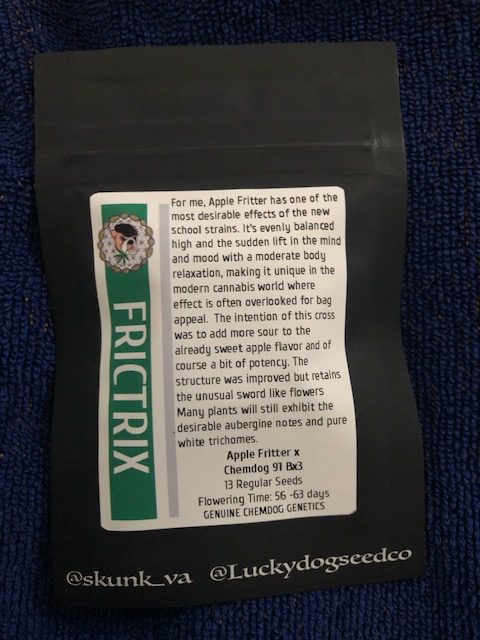 FRICTRIX
For me, Apple Fritter has one of the
most desirable effects of the new
school strains. It's evenly balanced
high and the sudden lift in the mind
and mood with a moderate body
relaxation, making it unique in the
modern cannabis world where
effect is often overlooked for bag
appeal. The intention of this cross
was to add more sour to the
already sweet apple flavor and of
course a bit of potency. The
structure was improved but retains
the unusual sword like flowers
Many plants will still exhibit the
desirable aubergine notes and pure
white trichomes.
Apple Fritter x
Chemdog 91 Bx3
13 Regular Seeds
Flowering Time: 56 -63 days
GENUINE CHEMDOG GENETICS
@skunk_va @Luckydogseedco